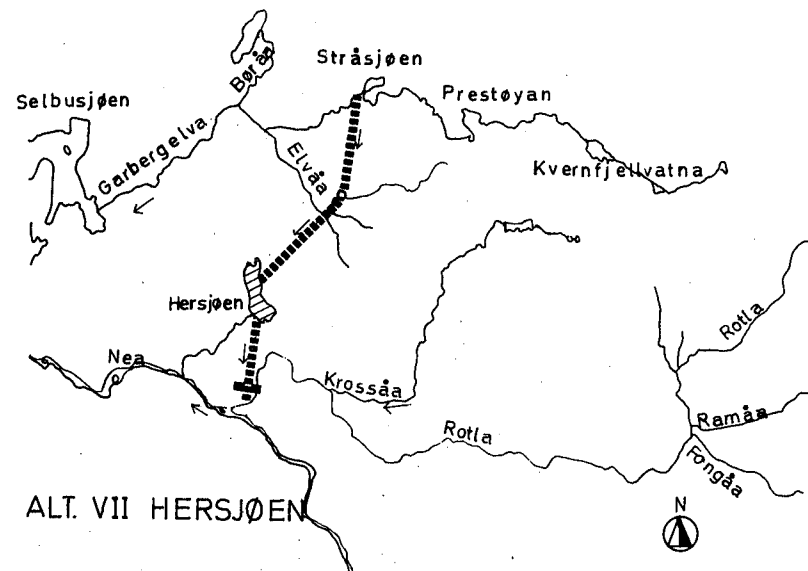 Stråsjøen
Børåa
Prestøyan
Selbusjøen
Garbergelva
Elvåa
Kvernfjellvatna
Hersjøen
Rotla
Nea
Krossåa
Ramåa
Rotla
Fongåa
ALT. VII HERSJØEN
N